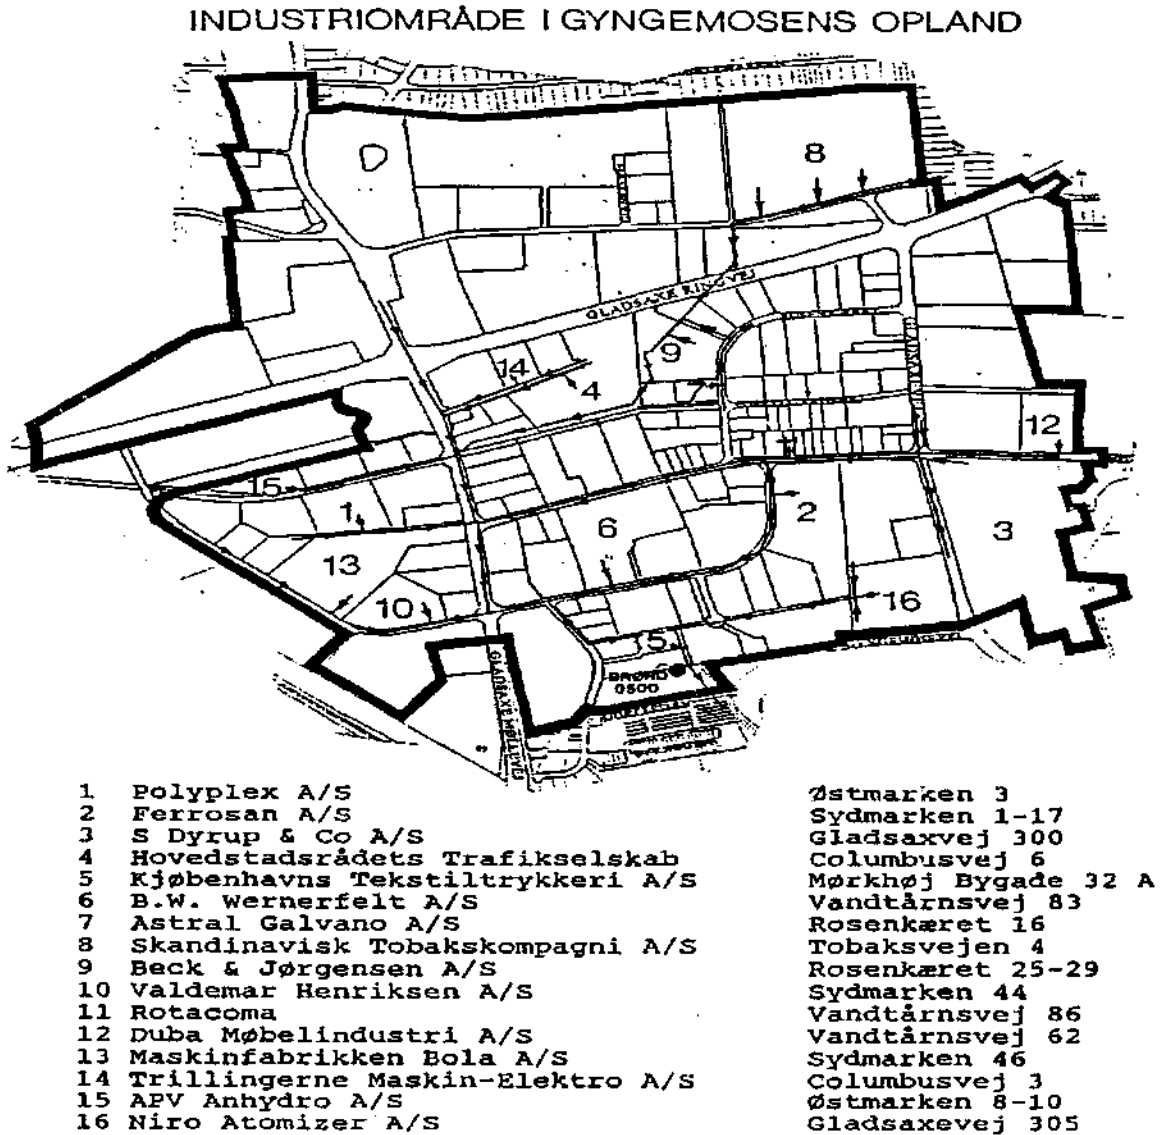 INDUSTRIOMRÅDE I GYNGEMOSENS OPLAND
8
GLADSAXE RINGVEJ
9
14
4
7
12
15
1
11
2
6
3
13
10
16
5
BRØND
0500
GLADSAXE MØLLEVEJ
1 Polyplex A/S Østmarken 3
2 Ferrosan A/S Sydmarken 1-17
3 S Dyrup & Co A/S Gladsaxvej 300
4 Hovedstadsrådets Trafikselskab Columbusvej 6
5 Kjøbenhavns Tekstiltrykkeri A/S Mørkhøj Bygade 32 A
6 B.W. Wernerfelt A/S Vandtårnsvej 83
7 Astral Galvano A/S Rosenkæret 16
8 Skandinavisk Tobakskompagni A/S Tobaksvejen 4
9 Beck & Jørgensen A/S Rosenkæret 25-29
10 Valdemar Henriksen A/S Sydmarken 44
11 Rotacoma Vandtårnsvej 86
12 Duba Møbelindustri A/S Vandtårnsvej 62
13 Maskinfabrikken Bola A/S Sydmarken 46
14 Trillingerne Maskin-Elektro A/S Columbusvej 3
15 APV Anhydro A/S Østmarken 8-10
16 Niro Atomizer A/S Gladsaxevej 305